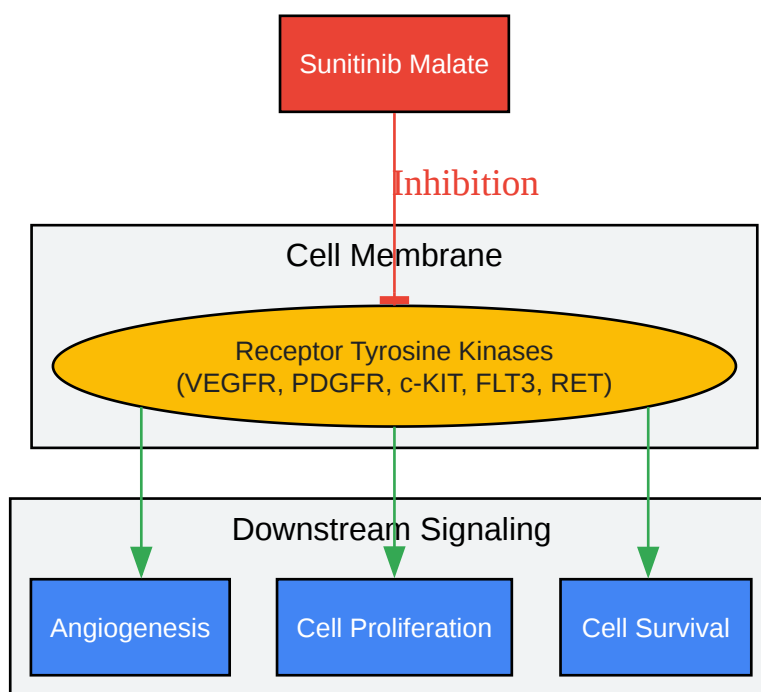 Sunitinib Malate
Inhibition
Cell Membrane
Receptor Tyrosine Kinases
(VEGFR, PDGFR, c-KIT, FLT3, RET)
Downstream Signaling
Angiogenesis
Cell Proliferation
Cell Survival